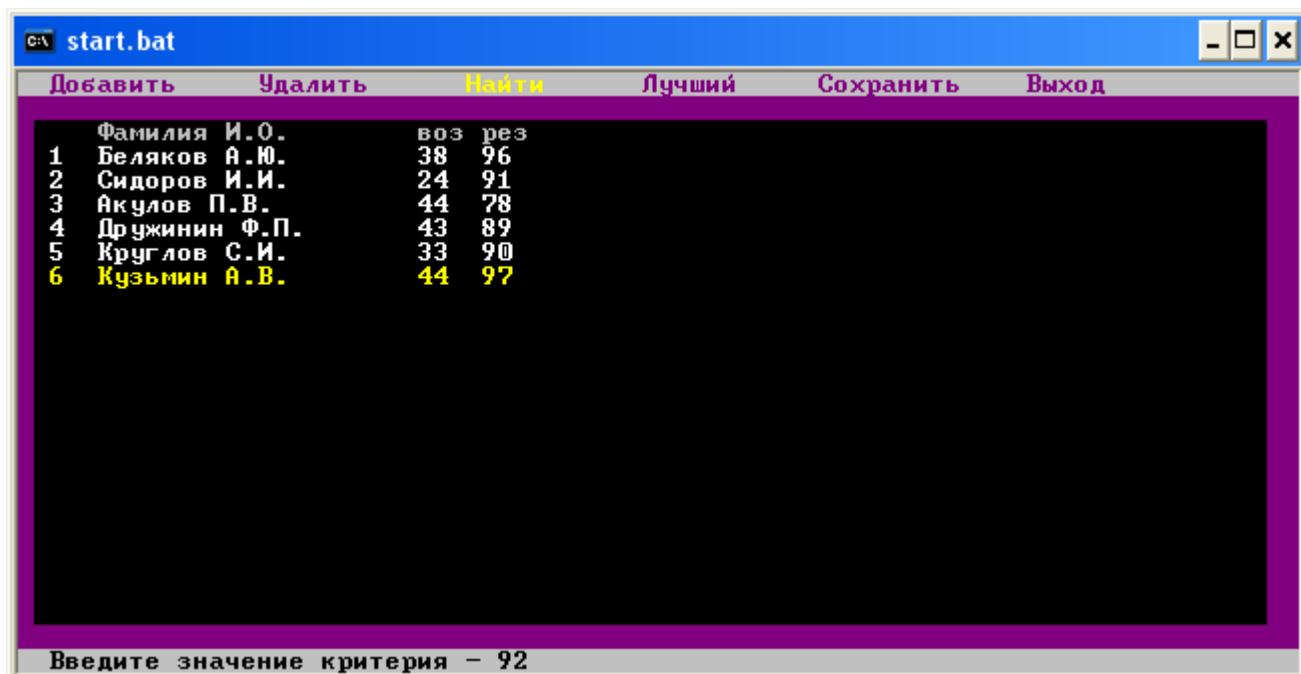 C:\ start.bat
Добавить Удалить Найти Лучший Сохранить Выход
Фамилия И.О. воз рез
1 Беляков А.Ю. 38 96
2 Сидоров И.И. 24 91
3 Акулов П.В. 44 78
4 Дружинин Ф.П. 43 89
5 Круглов С.И. 33 90
6 Кузьмин А.В. 44 97
Введите значение критерия - 92